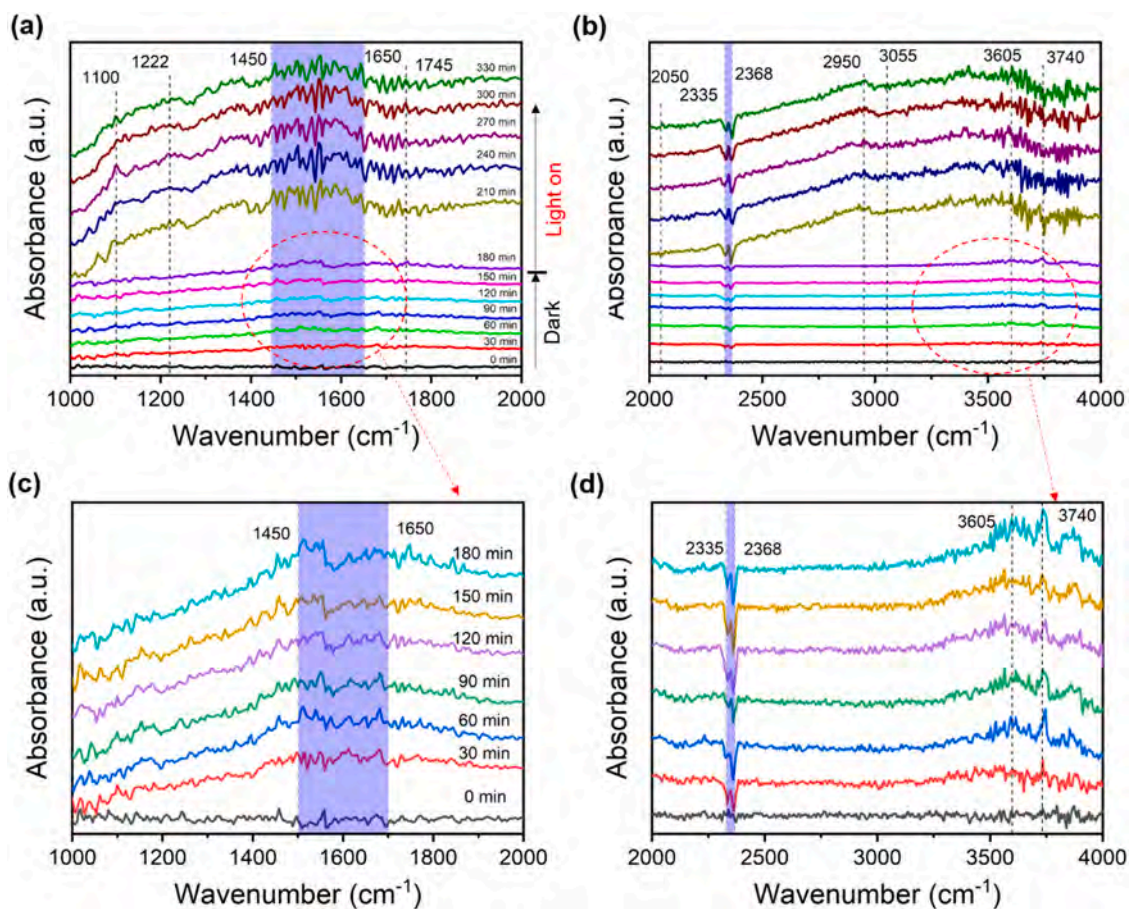 (a)
1100
1222
1450
1650
1745
330 min
300 min
270 min
240 min
210 min
180 min
150 min
120 min
90 min
60 min
30 min
0 min
Light on
Dark
Absorbance (a.u.)
1000 1200 1400 1600 1800 2000
Wavenumber (cm⁻¹)
(b)
2050
2335
2368
2950
3055
3605
3740
Absorbance (a.u.)
2000 2500 3000 3500 4000
Wavenumber (cm⁻¹)
(c)
1450
1650
180 min
150 min
120 min
90 min
60 min
30 min
0 min
Absorbance (a.u.)
1000 1200 1400 1600 1800 2000
Wavenumber (cm⁻¹)
(d)
2335
2368
3605
3740
Absorbance (a.u.)
2000 2500 3000 3500 4000
Wavenumber (cm⁻¹)